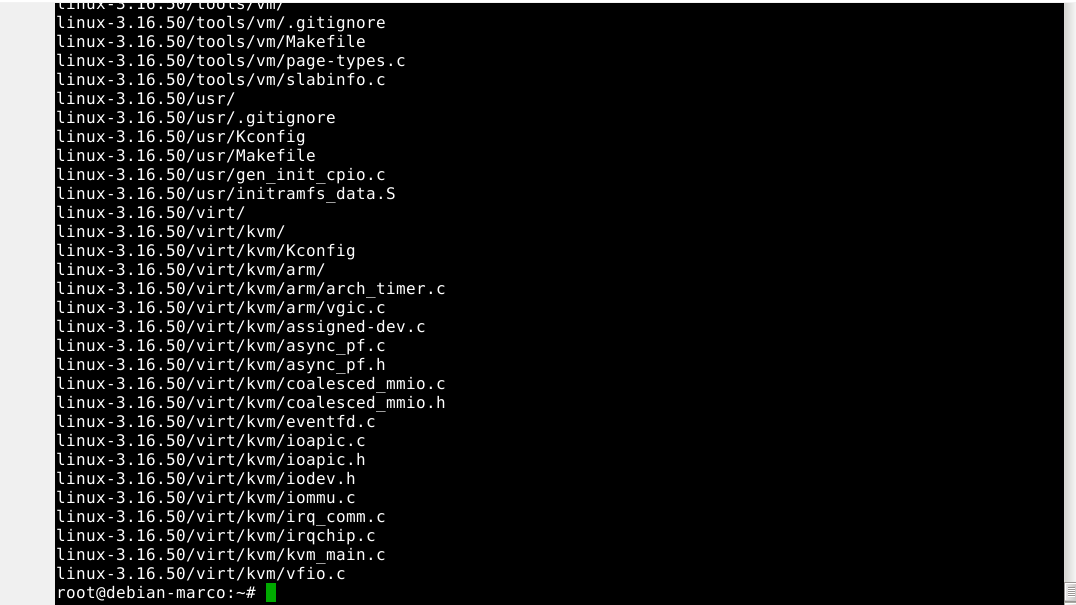 linux-3.16.50/tools/vm/
linux-3.16.50/tools/vm/.gitignore
linux-3.16.50/tools/vm/Makefile
linux-3.16.50/tools/vm/page-types.c
linux-3.16.50/tools/vm/slabinfo.c
linux-3.16.50/usr/
linux-3.16.50/usr/.gitignore
linux-3.16.50/usr/Kconfig
linux-3.16.50/usr/Makefile
linux-3.16.50/usr/gen_init_cpio.c
linux-3.16.50/usr/initramfs_data.S
linux-3.16.50/virt/
linux-3.16.50/virt/kvm/
linux-3.16.50/virt/kvm/Kconfig
linux-3.16.50/virt/kvm/arm/
linux-3.16.50/virt/kvm/arm/arch_timer.c
linux-3.16.50/virt/kvm/arm/vgic.c
linux-3.16.50/virt/kvm/assigned-dev.c
linux-3.16.50/virt/kvm/async_pf.c
linux-3.16.50/virt/kvm/async_pf.h
linux-3.16.50/virt/kvm/coalesced_mmio.c
linux-3.16.50/virt/kvm/coalesced_mmio.h
linux-3.16.50/virt/kvm/eventfd.c
linux-3.16.50/virt/kvm/ioapic.c
linux-3.16.50/virt/kvm/ioapic.h
linux-3.16.50/virt/kvm/iodev.h
linux-3.16.50/virt/kvm/iommu.c
linux-3.16.50/virt/kvm/irq_comm.c
linux-3.16.50/virt/kvm/irqchip.c
linux-3.16.50/virt/kvm/kvm_main.c
linux-3.16.50/virt/kvm/vfio.c
root@debian-marco:~#